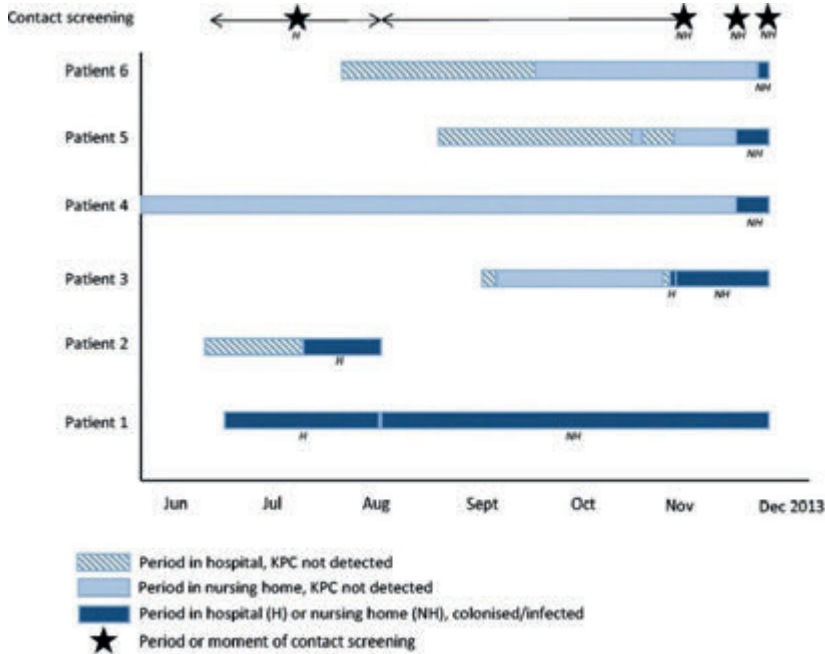 Contact screening
H
NH
NH
NH
Patient 6
NH
Patient 5
NH
Patient 4
NH
Patient 3
H
NH
Patient 2
H
Patient 1
H
NH
Jun Jul Aug Sept Oct Nov Dec 2013
Period in hospital, KPC not detected
Period in nursing home, KPC not detected
Period in hospital (H) or nursing home (NH), colonised/infected
Period or moment of contact screening